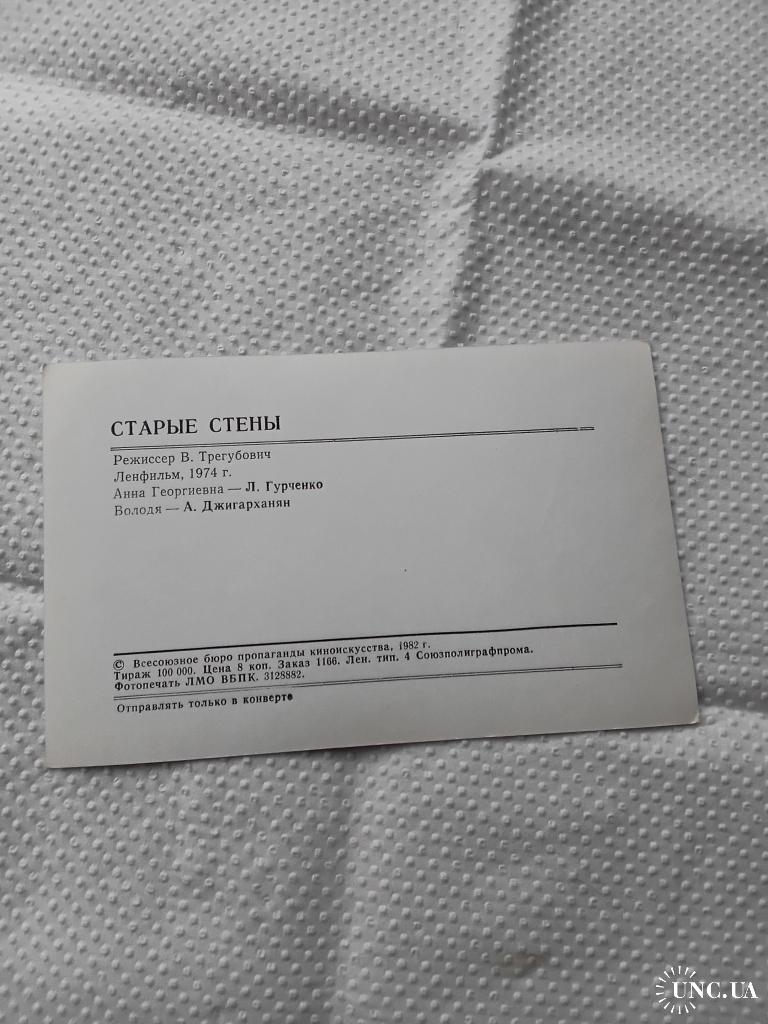 СТАРЫЕ СТЕНЫ
Режиссер В. Трегубович
Ленфильм, 1974 г.
Анна Георгиевна — Л. Гурченко
Володя — А. Джигарханян
© Всесоюзное бюро пропаганды киноискусства, 1982 г.
Тираж 100 000. Цена 8 коп. Заказ 1166. Лен. тип. 4 Союзполиграфпрома.
Фотопечать ЛМО ВБПК. 3128882.
Отправлять только в конверте
UNC.UA